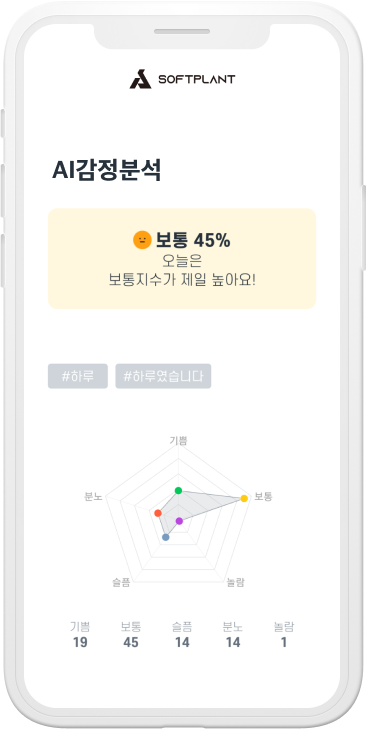 SOFTPLANT
AI감정분석
보통 45%
오늘은
보통지수가 제일 높아요!
#하루 #하루였습니다
기쁨
분노 보통
슬픔 놀람
기쁨 보통 슬픔 분노 놀람
19 45 14 14 1